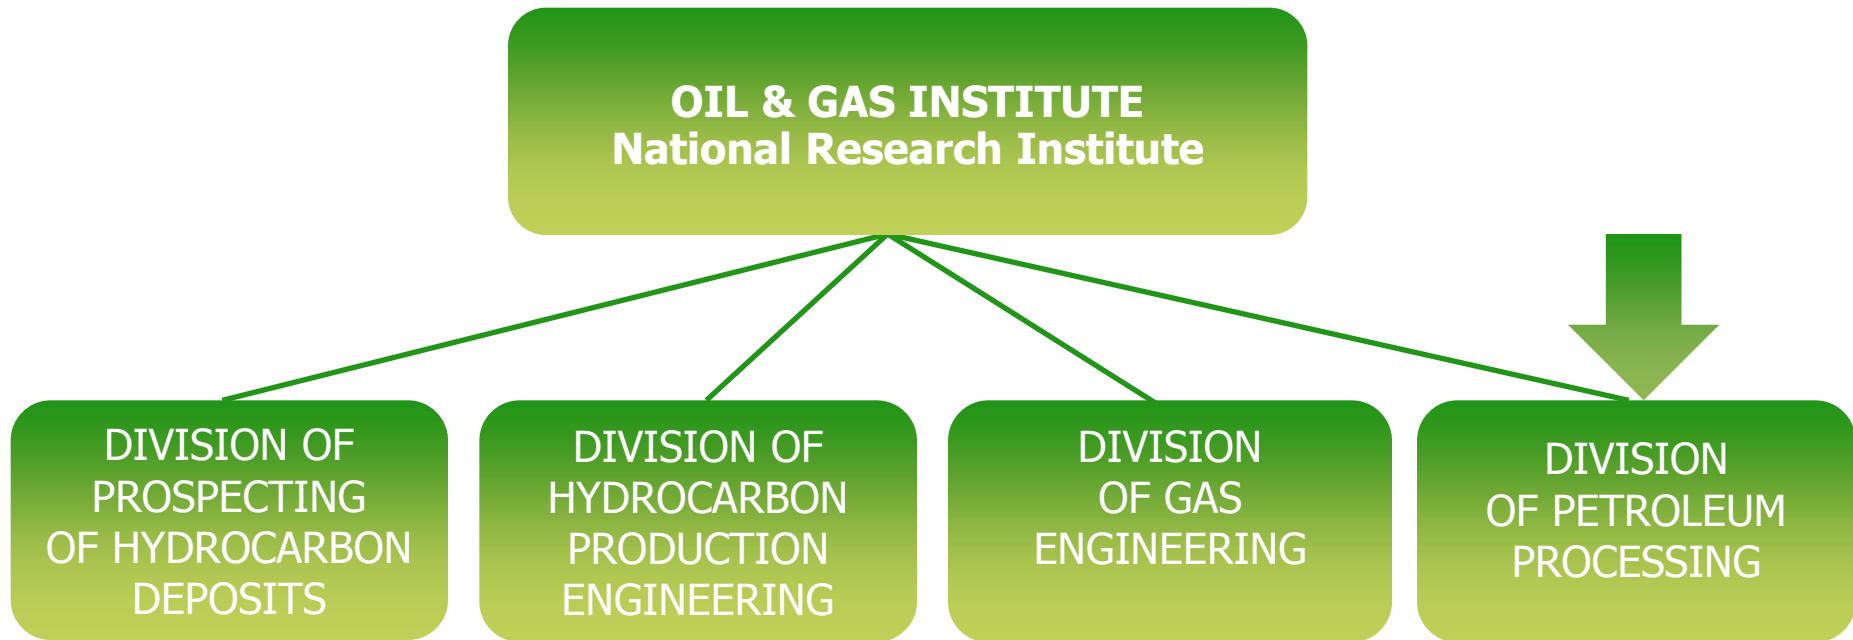 OIL & GAS INSTITUTE
National Research Institute
DIVISION OF
PROSPECTING
OF HYDROCARBON
DEPOSITS
DIVISION OF
HYDROCARBON
PRODUCTION
ENGINEERING
DIVISION
OF GAS
ENGINEERING
DIVISION
OF PETROLEUM
PROCESSING